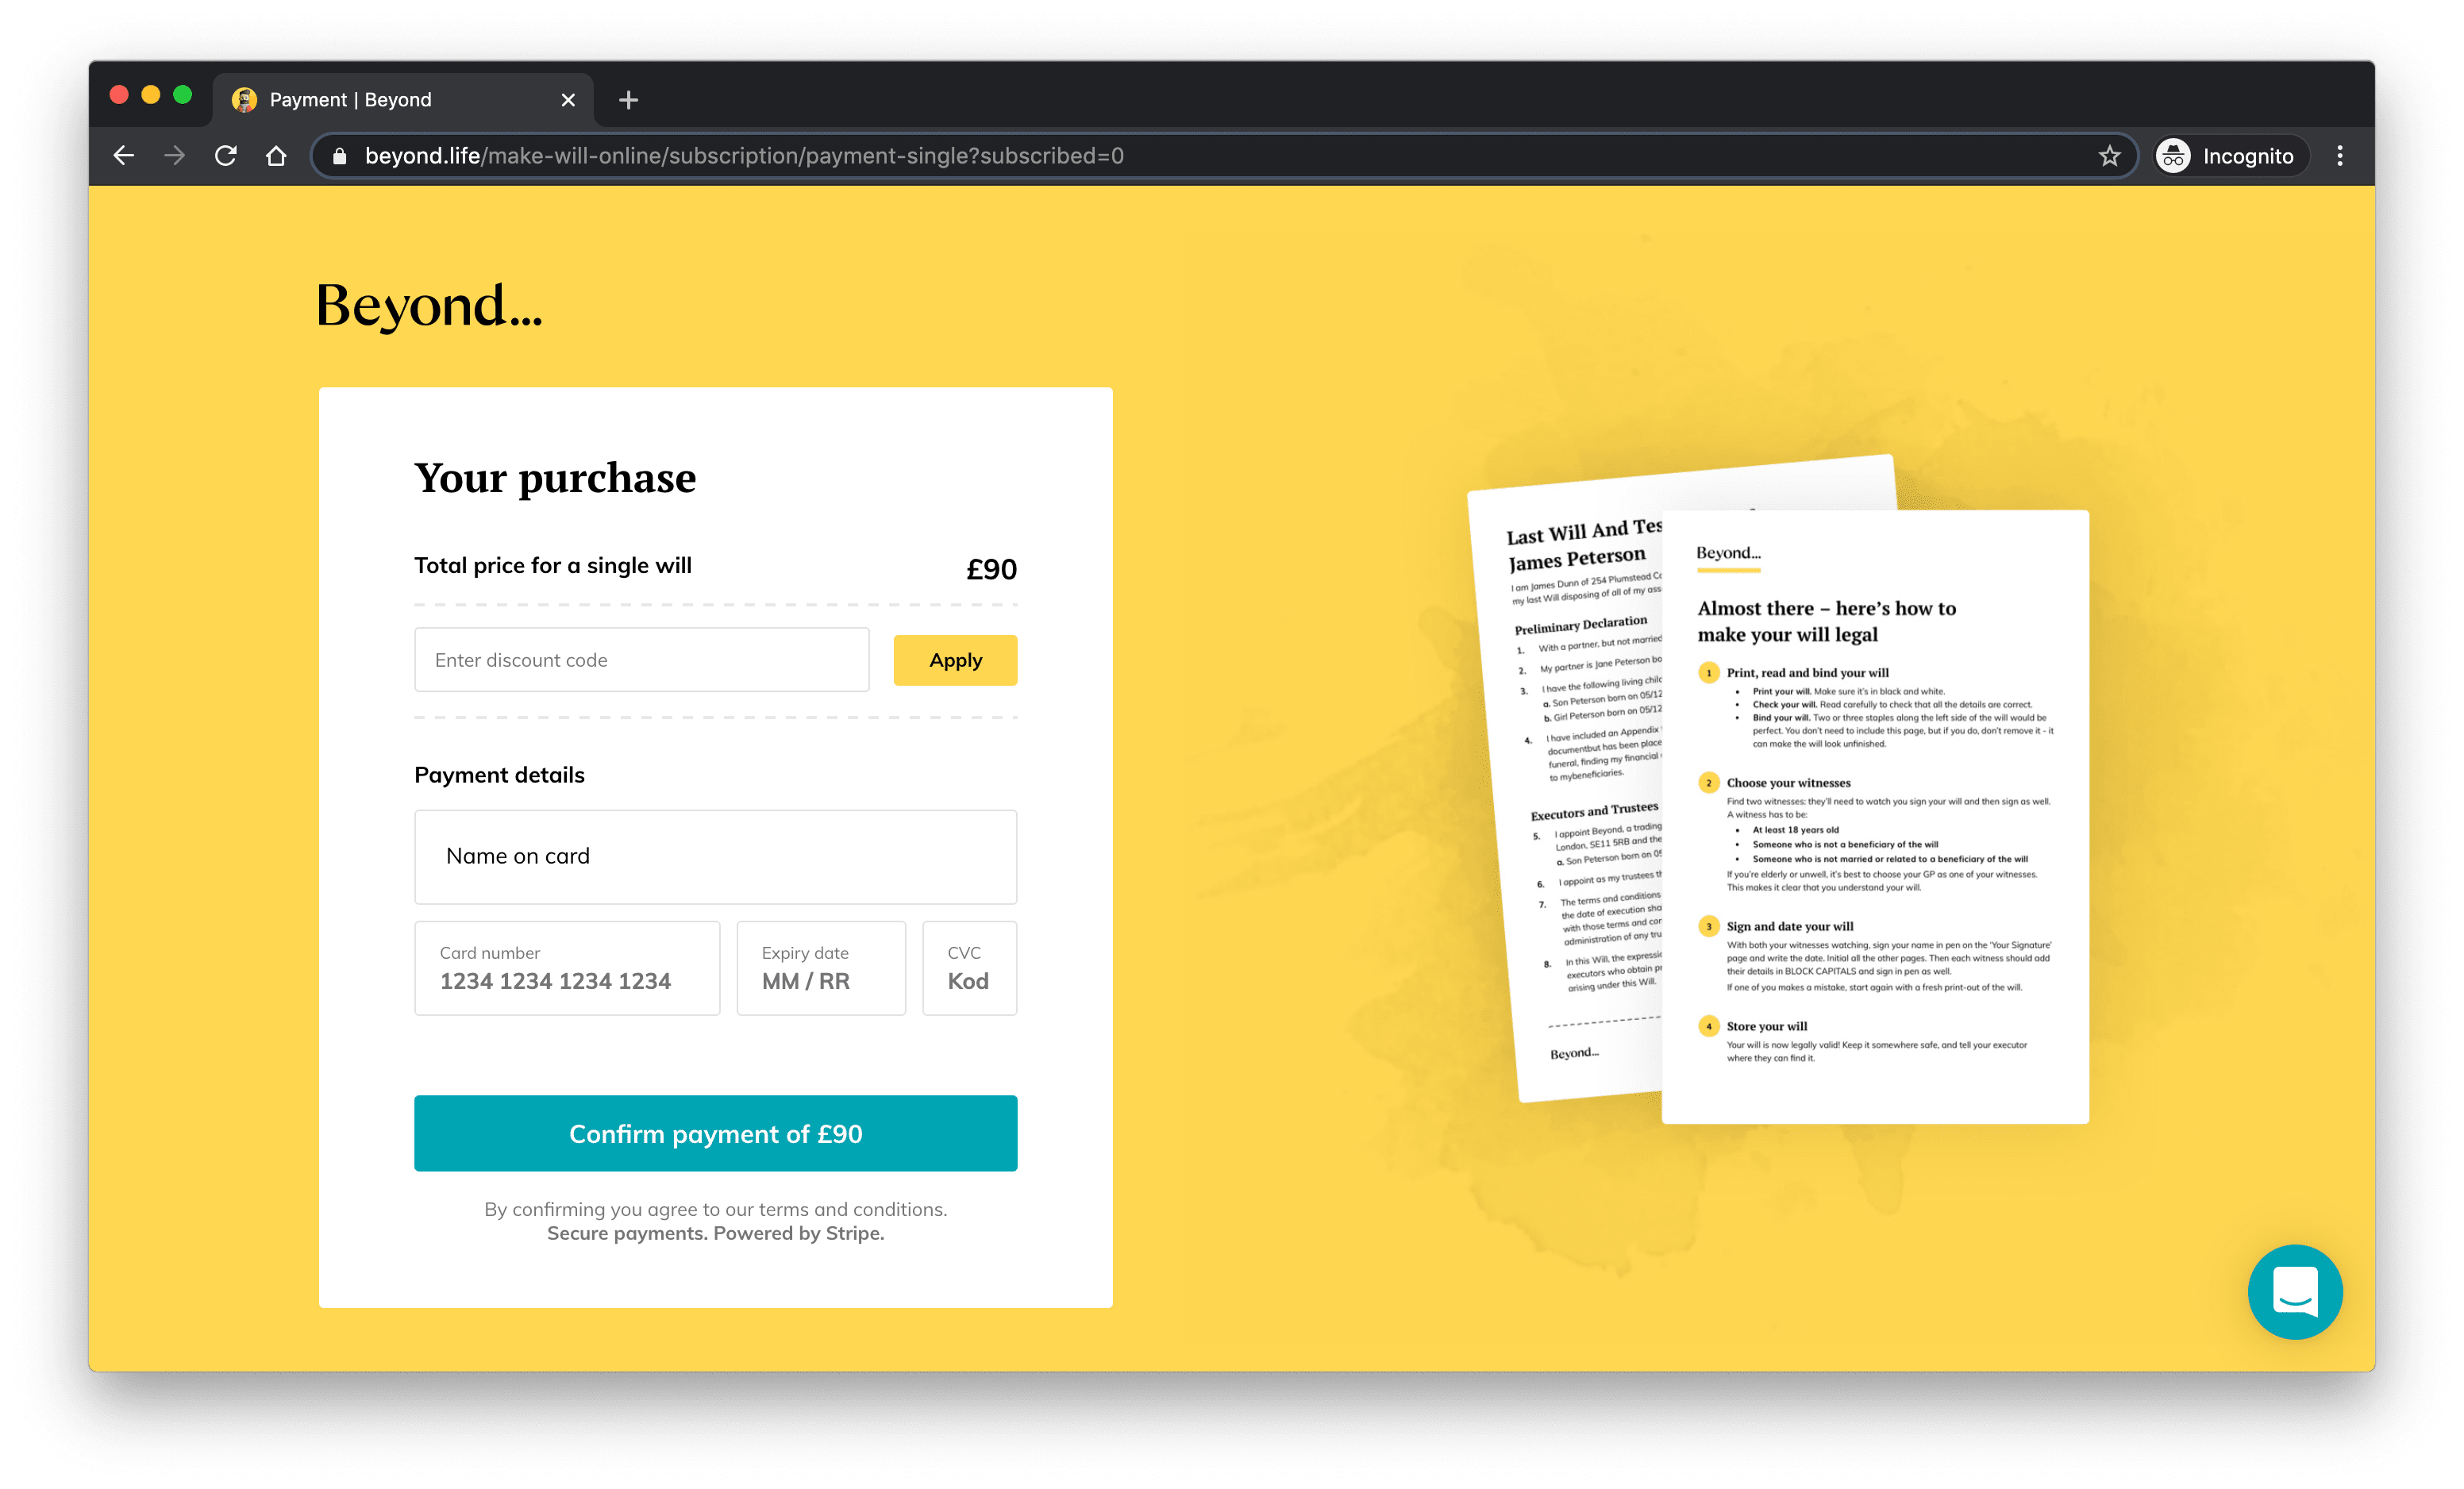 Payment | Beyond
beyond.life/make-will-online/subscription/payment-single?subscribed=0
Incognito
Beyond...
Your purchase
Total price for a single will
£90
Enter discount code
Apply
Payment details
Name on card
Card number
1234 1234 1234 1234
Expiry date
MM / RR
CVC
Kod
Confirm payment of £90
By confirming you agree to our terms and conditions.
Secure payments. Powered by Stripe.
Last Will And Tes
James Peterson
I am James Dunn of 254 Plumstead Co
my last Will disposing of all of my ass
Preliminary Declaration
1. With a partner, but not married
2. My partner is Jane Peterson bo
3. I have the following living child
a. Son Peterson born on 05/12
b. Girl Peterson born on 05/12
4. I have included an Appendix
documentbut has been place
funeral, finding my financial
to mybeneficiaries.
Executors and Trustees
5. I appoint Beyond, a trading
London, SE11 5RB and the
a. Son Peterson born on 05
6. I appoint as my trustees th
7. The terms and conditions
the date of execution sha
with those terms and con
administration of any tru
8. In this Will, the expressio
executors who obtain pr
arising under this Will.
Beyond...
Beyond...
Almost there – here’s how to
make your will legal
1 Print, read and bind your will
• Print your will. Make sure it’s in black and white.
• Check your will. Read carefully to check that all the details are correct.
• Bind your will. Two or three staples along the left side of the will would be
perfect. You don’t need to include this page, but if you do, don’t remove it - it
can make the will look unfinished.
2 Choose your witnesses
Find two witnesses: they’ll need to watch you sign your will and then sign as well.
A witness has to be:
• At least 18 years old
• Someone who is not a beneficiary of the will
• Someone who is not married or related to a beneficiary of the will
If you’re elderly or unwell, it’s best to choose your GP as one of your witnesses.
This makes it clear that you understand your will.
3 Sign and date your will
With both your witnesses watching, sign your name in pen on the ‘Your Signature’
page and write the date. Initial all the other pages. Then each witness should add
their details in BLOCK CAPITALS and sign in pen as well.
If one of you makes a mistake, start again with a fresh print-out of the will.
4 Store your will
Your will is now legally valid! Keep it somewhere safe, and tell your executor
where they can find it.